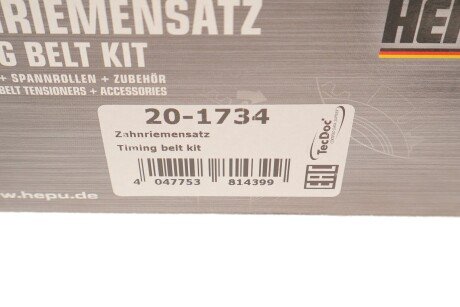 RIEMENSATZ
NG BELT KIT
+ SPANNROLLEN + ZUBEHÖR
BELT TENSIONERS + ACCESSORIES
HEP
20-1734
Zahnriemensatz
Timing belt kit
4 047753 814399
TecDoc
EAC
www.hepu.de